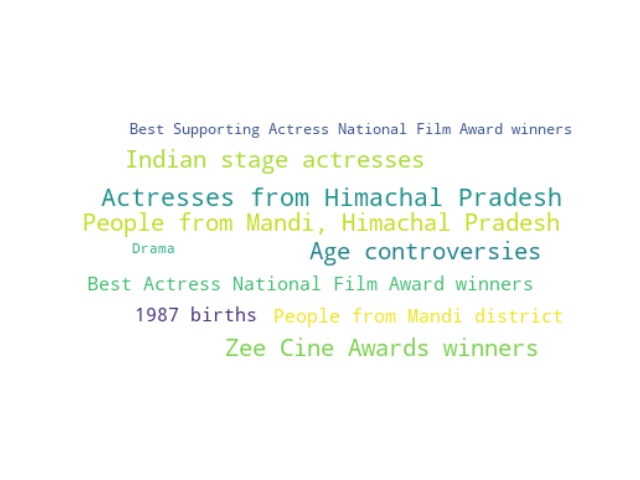 Best Supporting Actress National Film Award winners
Indian stage actresses
Actresses from Himachal Pradesh
People from Mandi, Himachal Pradesh
Drama Age controversies
Best Actress National Film Award winners
1987 births People from Mandi district
Zee Cine Awards winners